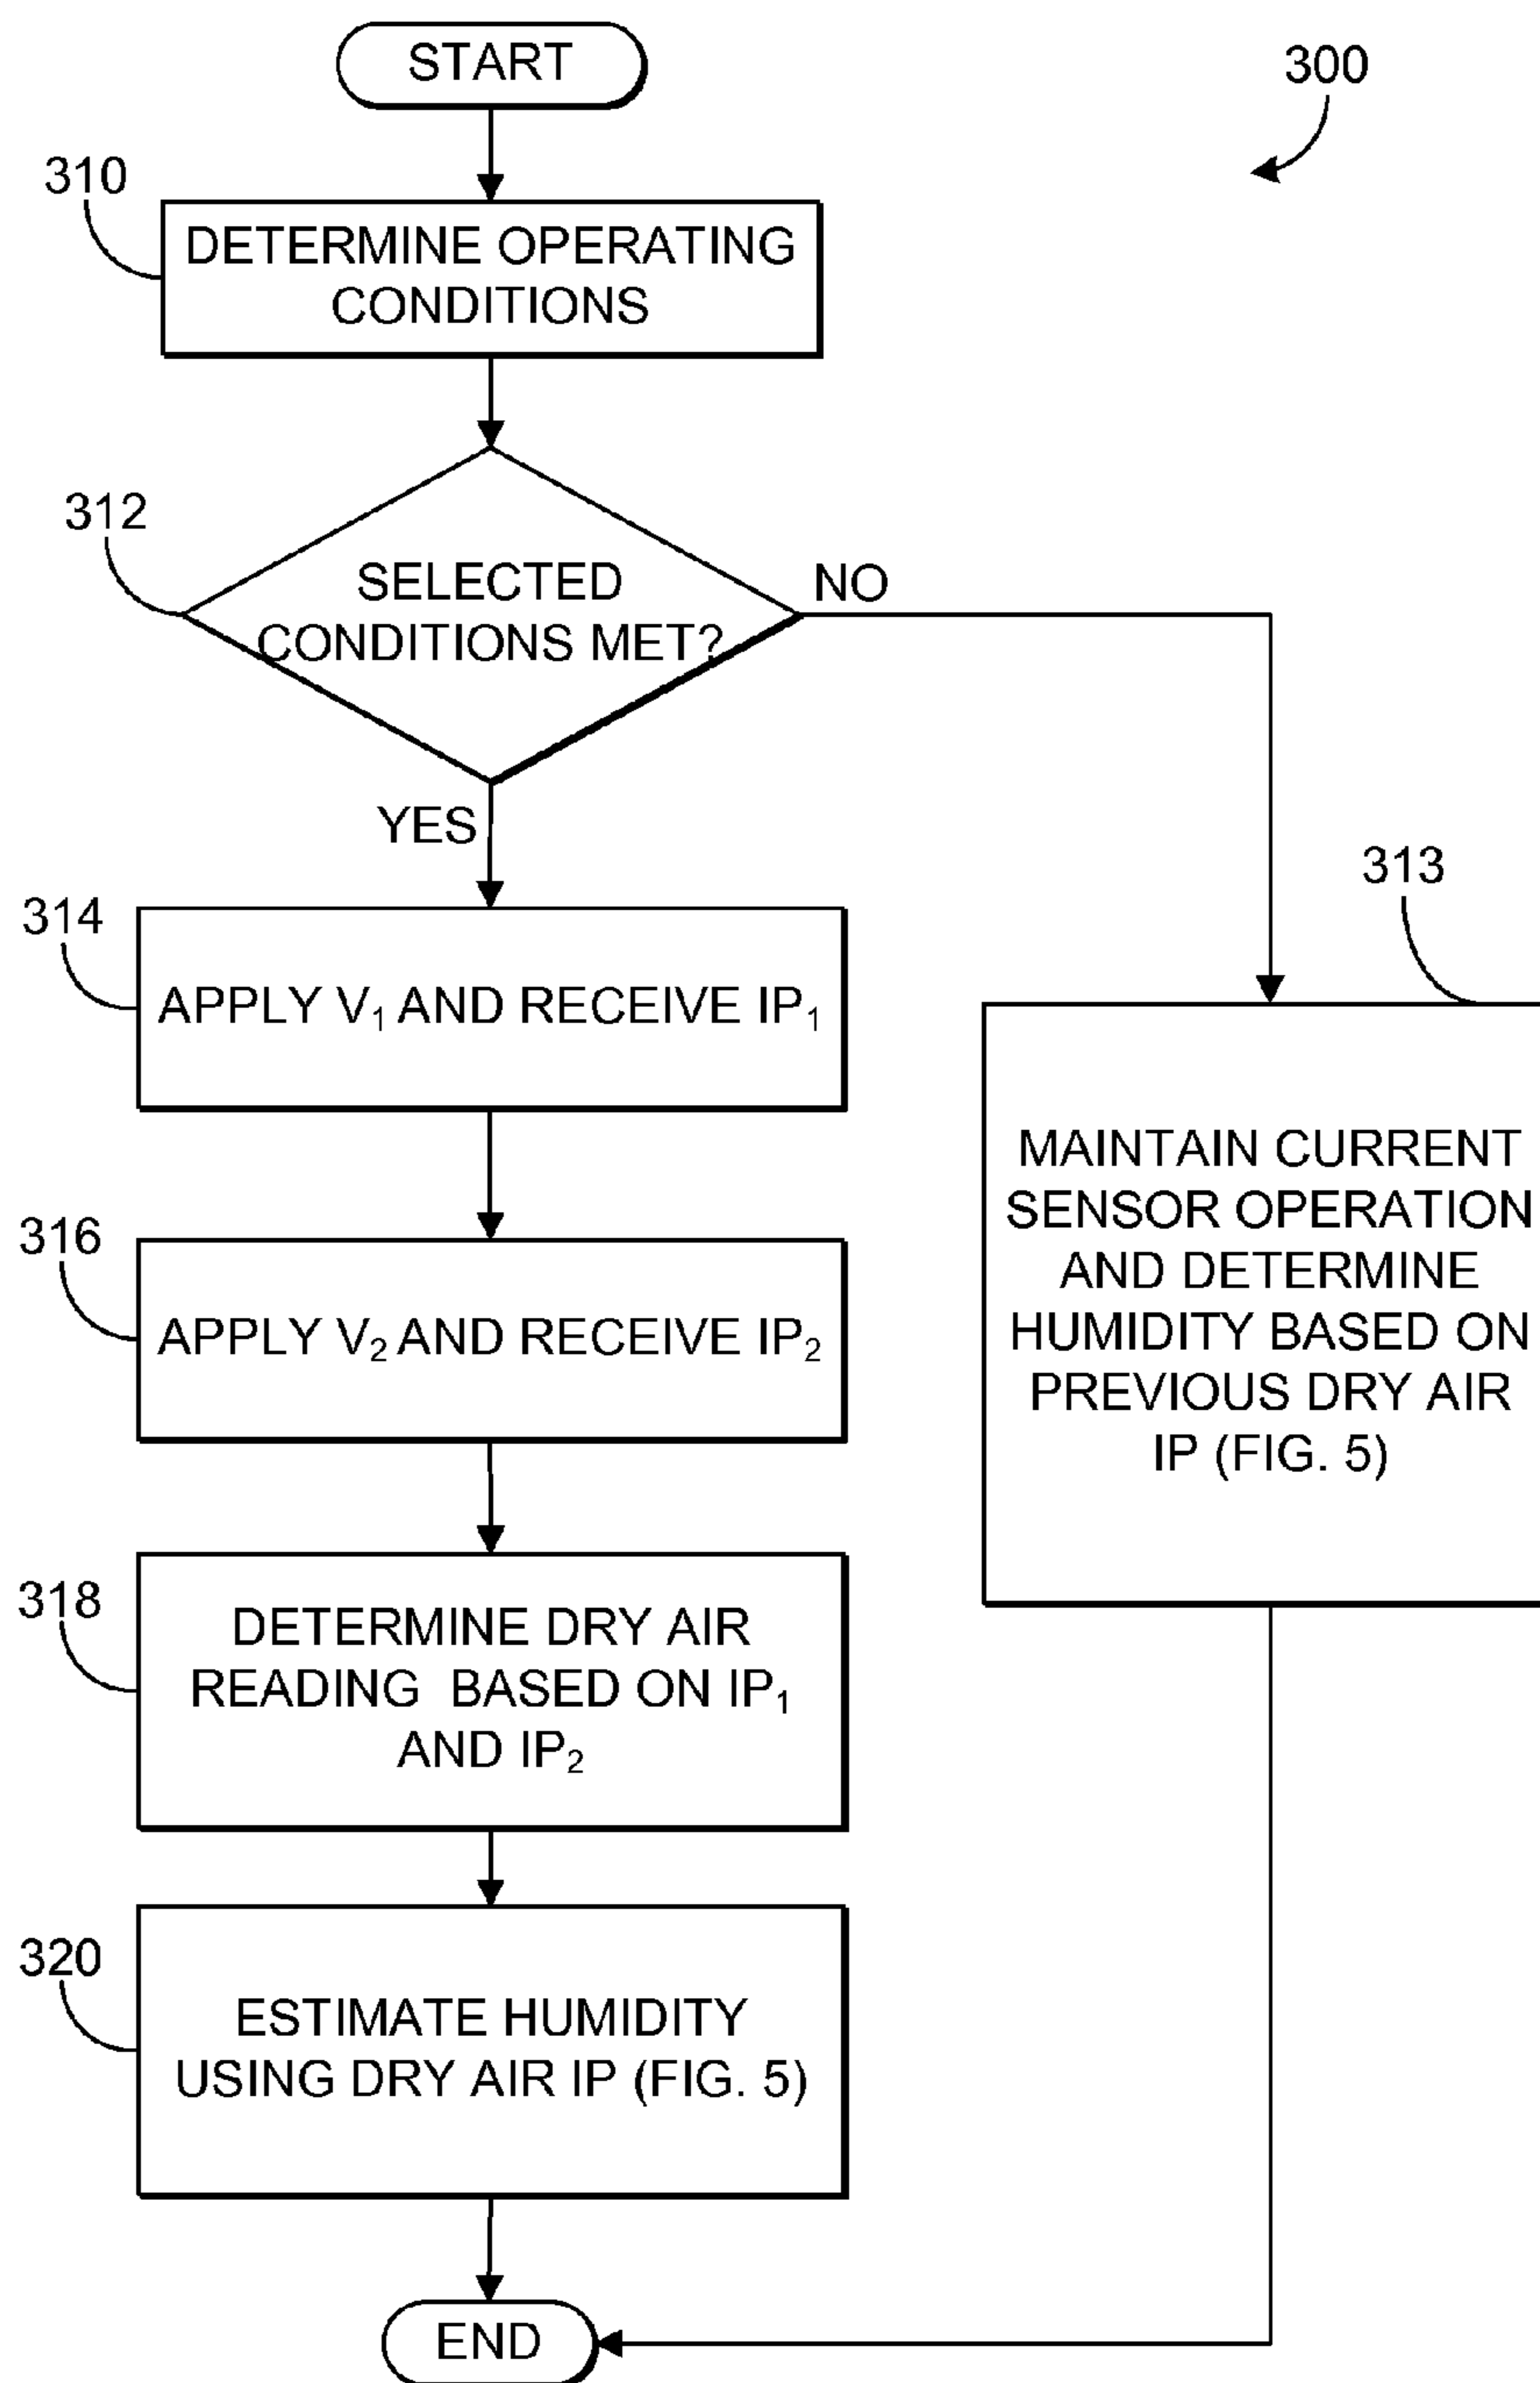 START
300
310
DETERMINE OPERATING
CONDITIONS
312
SELECTED
CONDITIONS MET?
NO
YES
313
314
APPLY V₁ AND RECEIVE IP₁
MAINTAIN CURRENT
SENSOR OPERATION
AND DETERMINE
HUMIDITY BASED ON
PREVIOUS DRY AIR
IP (FIG. 5)
316
APPLY V₂ AND RECEIVE IP₂
318
DETERMINE DRY AIR
READING BASED ON IP₁
AND IP₂
320
ESTIMATE HUMIDITY
USING DRY AIR IP (FIG. 5)
END